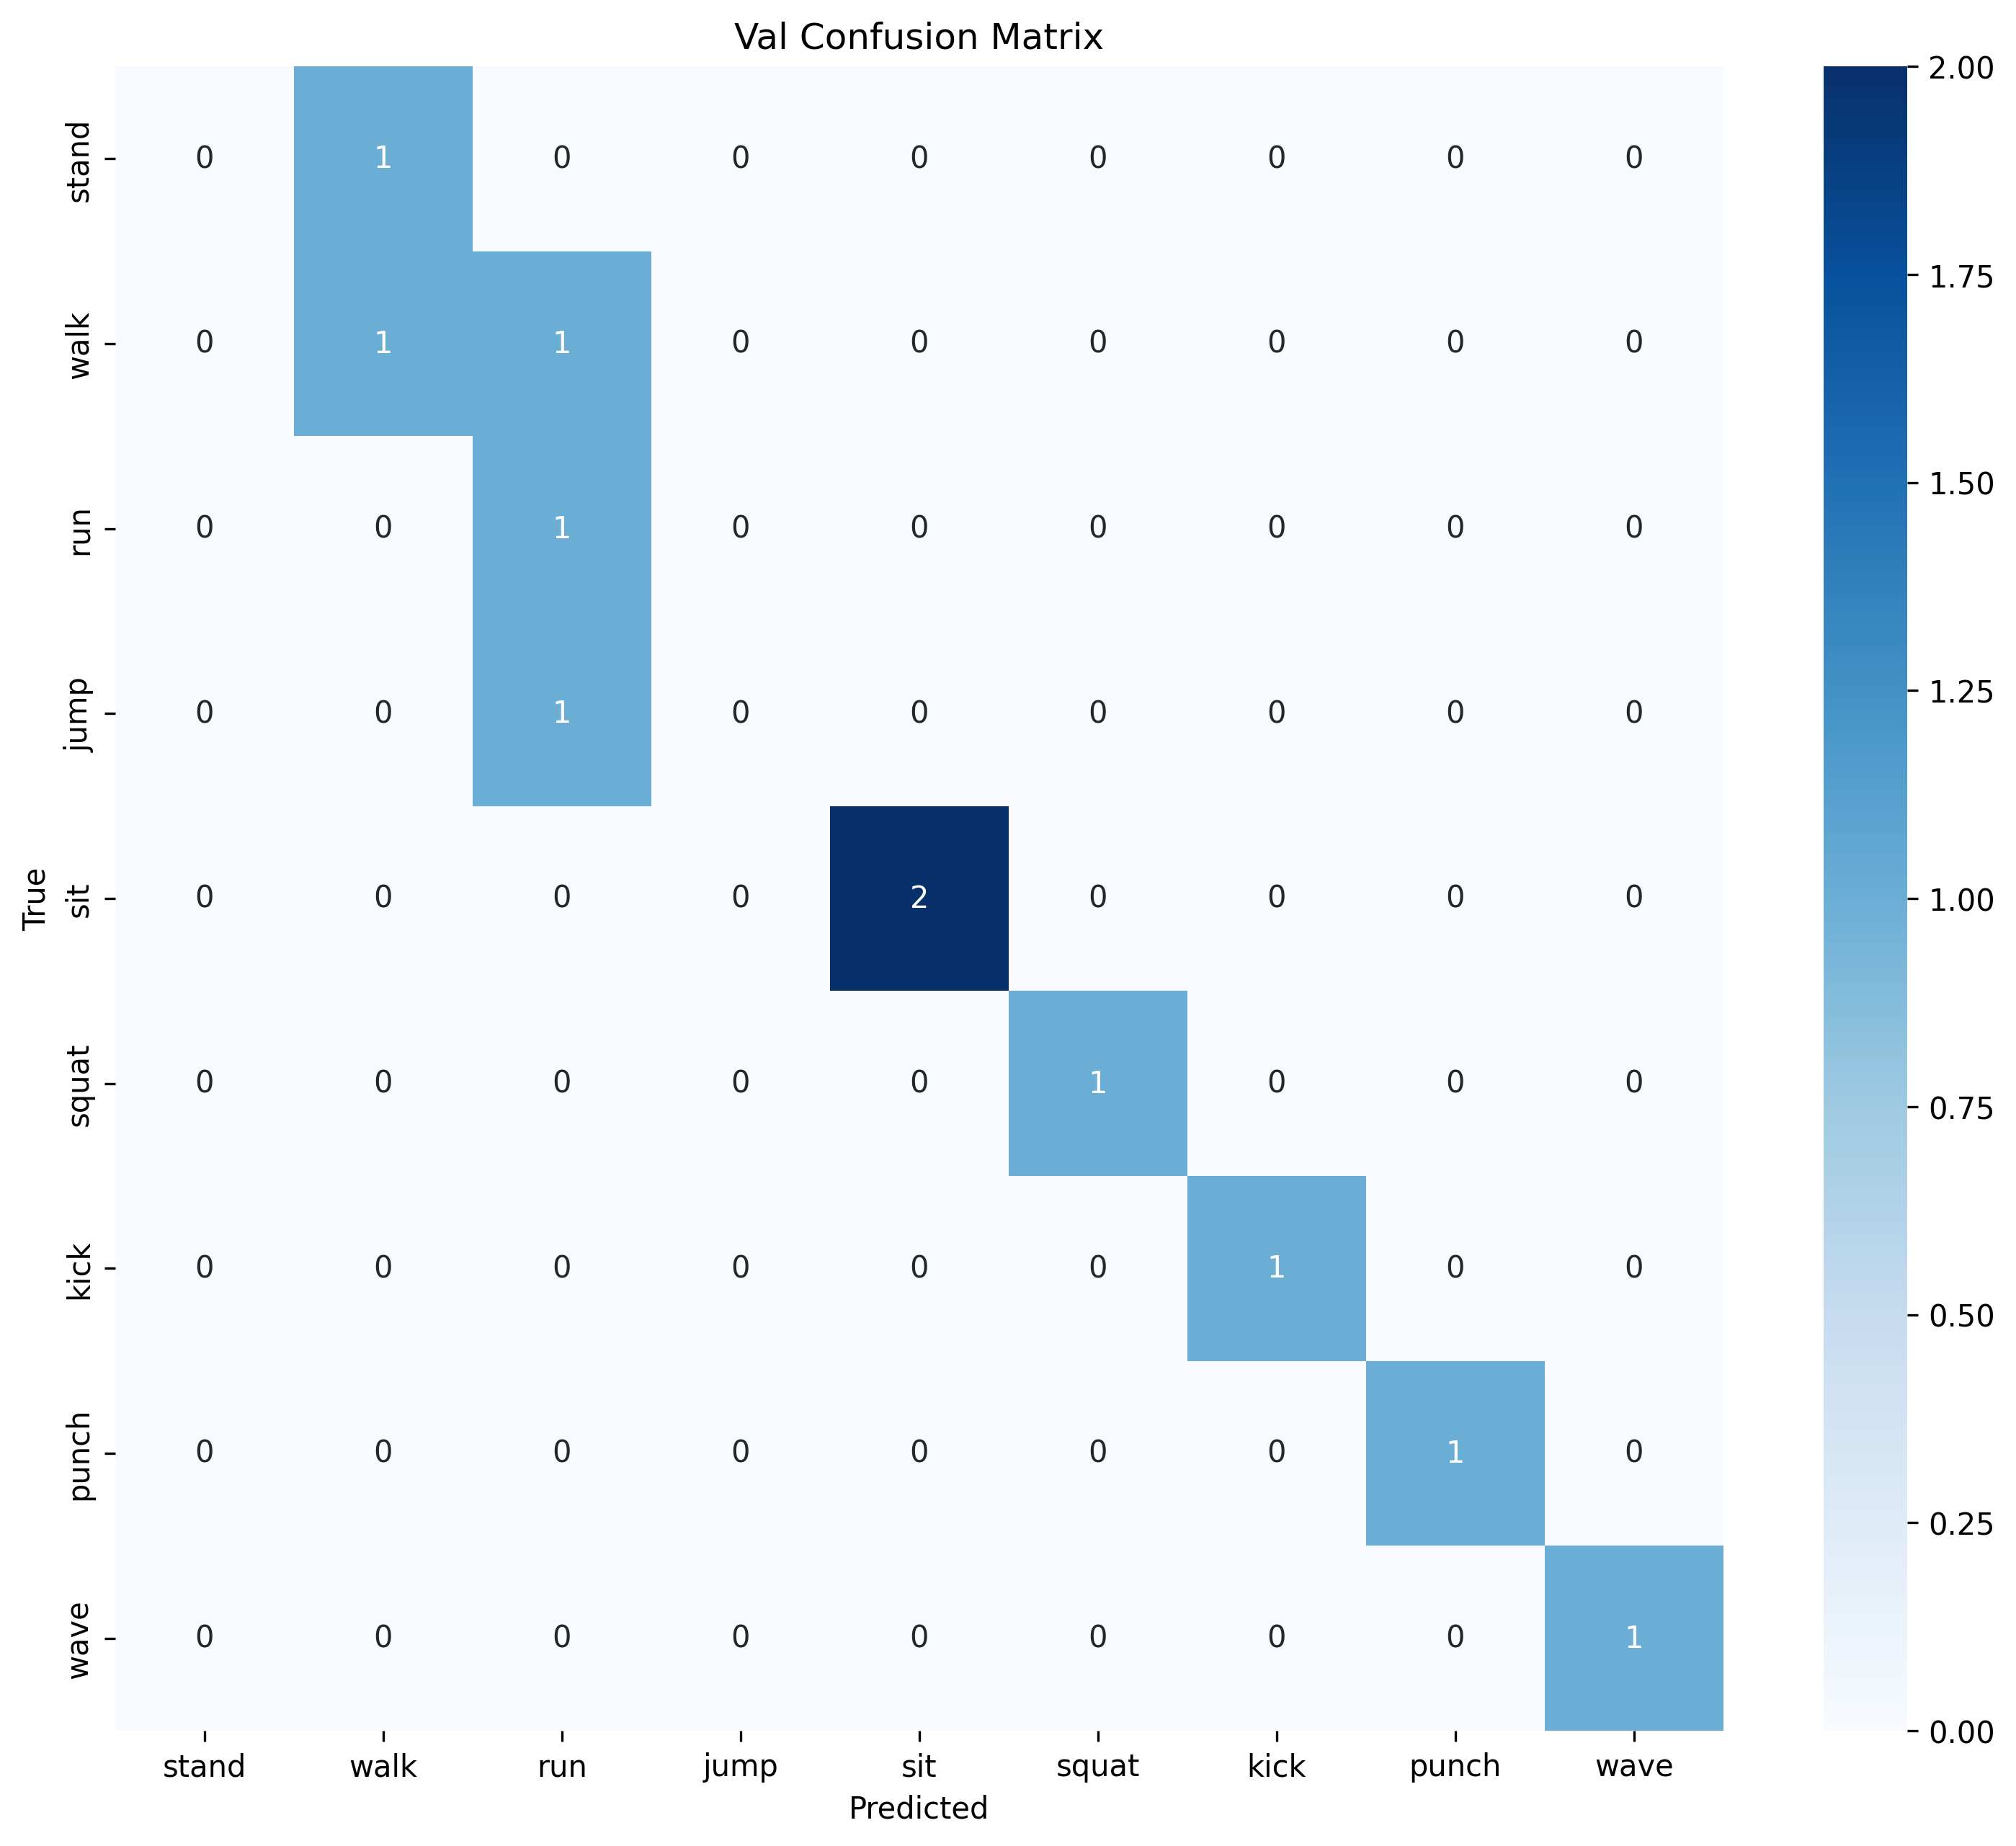 Val Confusion Matrix
True
stand 0 1 0 0 0 0 0 0 0
walk 0 1 1 0 0 0 0 0 0
run 0 0 1 0 0 0 0 0 0
jump 0 0 1 0 0 0 0 0 0
sit 0 0 0 0 2 0 0 0 0
squat 0 0 0 0 0 1 0 0 0
kick 0 0 0 0 0 0 1 0 0
punch 0 0 0 0 0 0 0 1 0
wave 0 0 0 0 0 0 0 0 1
stand walk run jump sit squat kick punch wave
Predicted
2.00
1.75
1.50
1.25
1.00
0.75
0.50
0.25
0.00